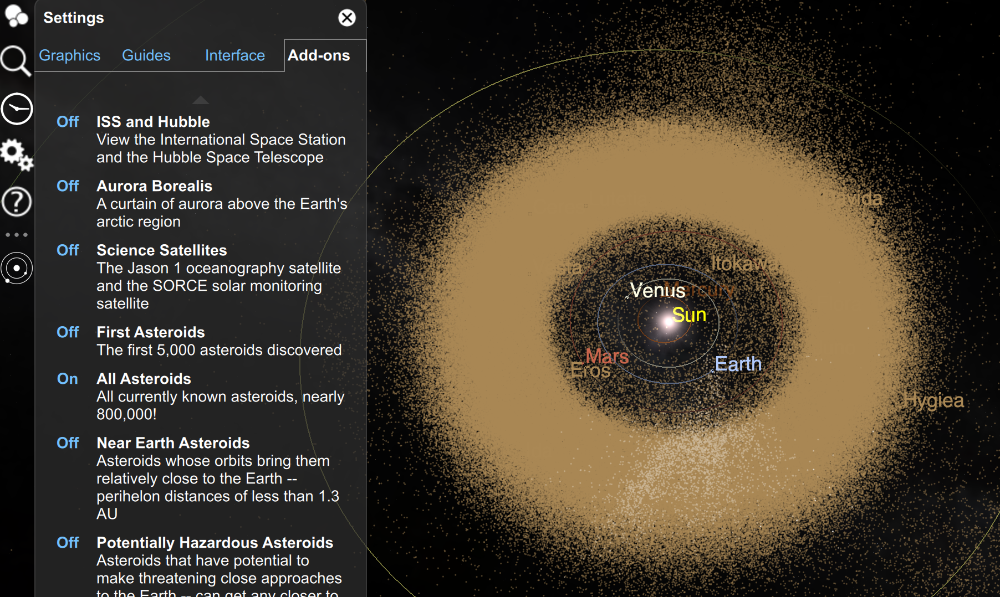 Settings
Graphics Guides Interface Add-ons
Off ISS and Hubble
View the International Space Station
and the Hubble Space Telescope
Off Aurora Borealis
A curtain of aurora above the Earth's
arctic region
Off Science Satellites
The Jason 1 oceanography satellite
and the SORCE solar monitoring
satellite
Off First Asteroids
The first 5,000 asteroids discovered
On All Asteroids
All currently known asteroids, nearly
800,000!
Off Near Earth Asteroids
Asteroids whose orbits bring them
relatively close to the Earth --
perihelon distances of less than 1.3
AU
Off Potentially Hazardous Asteroids
Asteroids that have potential to
make threatening close approaches
to the Earth -- can get any closer to
Itokawa
Venus
Mercury
Sun
Mars
Eros
Earth
Hygiea